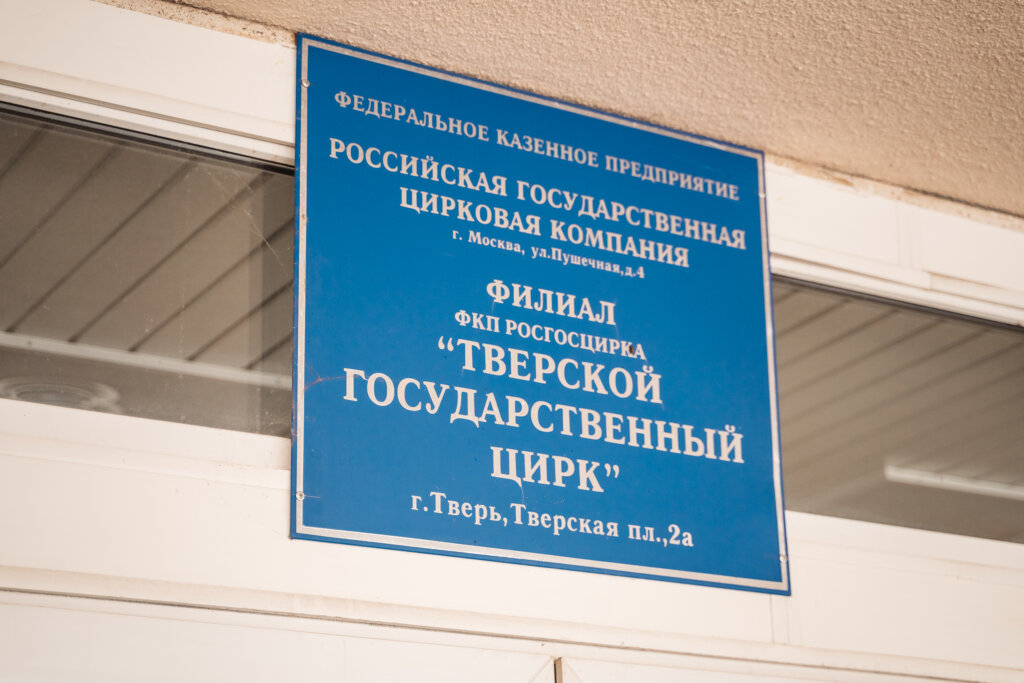 ФЕДЕРАЛЬНОЕ КАЗЕННОЕ ПРЕДПРИЯТИЕ
РОССИЙСКАЯ ГОСУДАРСТВЕННАЯ
ЦИРКОВАЯ КОМПАНИЯ
г. Москва, ул.Пушечная,д.4
ФИЛИАЛ
ФКП РОСГОСЦИРКА
“ТВЕРСКОЙ
ГОСУДАРСТВЕННЫЙ
ЦИРК”
г.Тверь,Тверская пл.,2а